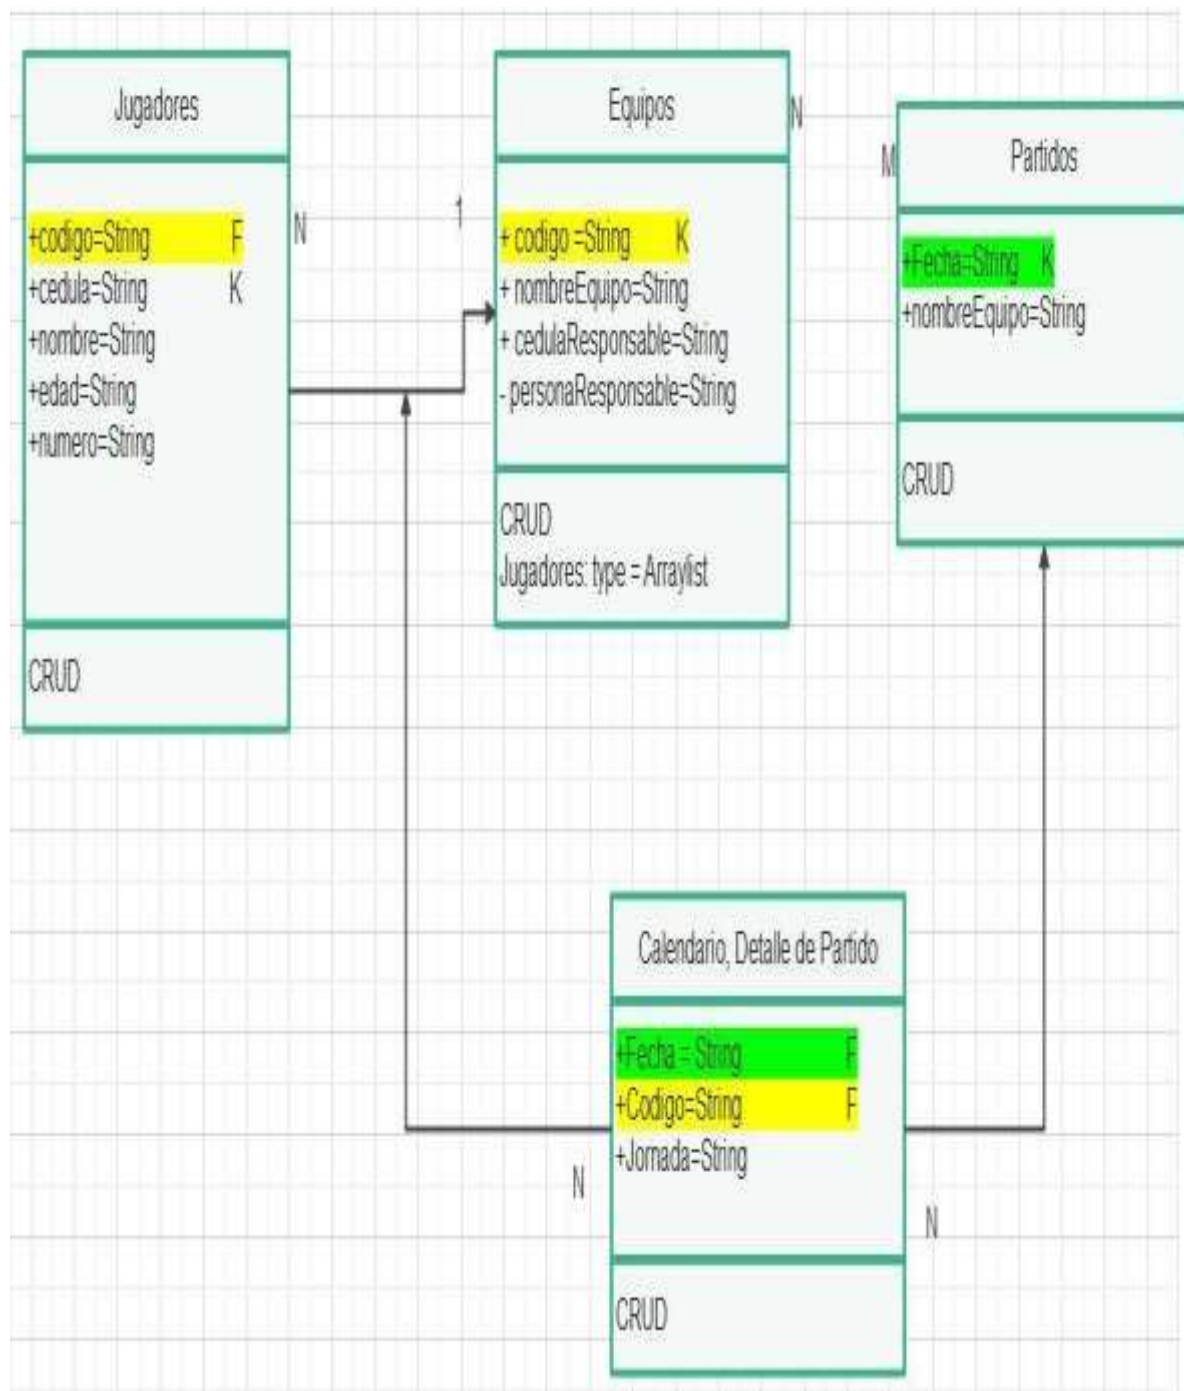 Jugadores
+codigo=String F
+cedula=String K
+nombre=String
+edad=String
+numero=String
CRUD
N
1
Equipos
+ codigo =String K
+ nombreEquipo=String
+ cedulaResponsable=String
- personaResponsable=String
CRUD
Jugadores: type = Arraylist
N
M
Partidos
+Fecha=String K
+nombreEquipo=String
CRUD
Calendario, Detalle de Partido
+Fecha = String F
+Codigo=String F
+Jornada=String
CRUD
N
N